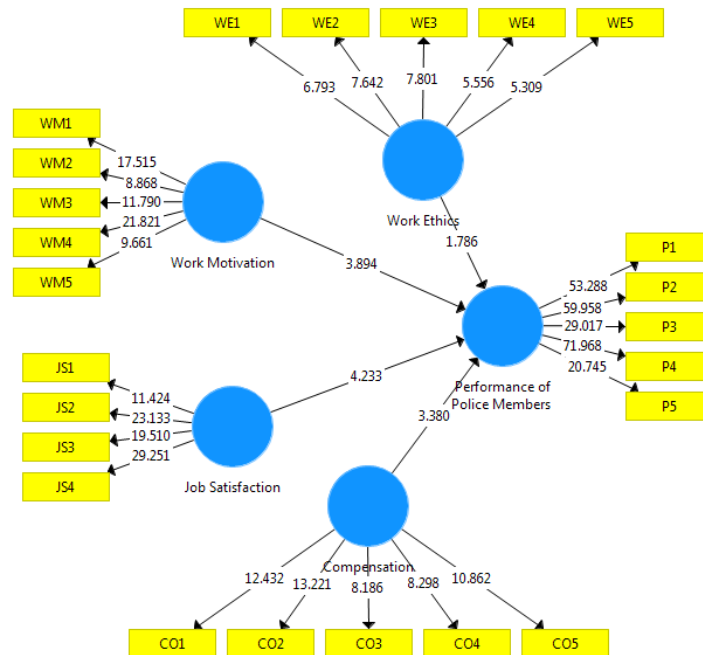 WE1
WE2
WE3
WE4
WE5
6.793
7.642
7.801
5.556
5.309
Work Ethics
1.786
WM1
WM2
WM3
WM4
WM5
17.515
8.868
11.790
21.821
9.661
Work Motivation
3.894
P1
P2
P3
P4
P5
53.288
59.958
29.017
71.968
20.745
Performance of
Police Members
JS1
JS2
JS3
JS4
11.424
23.133
19.510
29.251
Job Satisfaction
4.233
3.380
Compensation
12.432
13.221
8.186
8.298
10.862
CO1
CO2
CO3
CO4
CO5